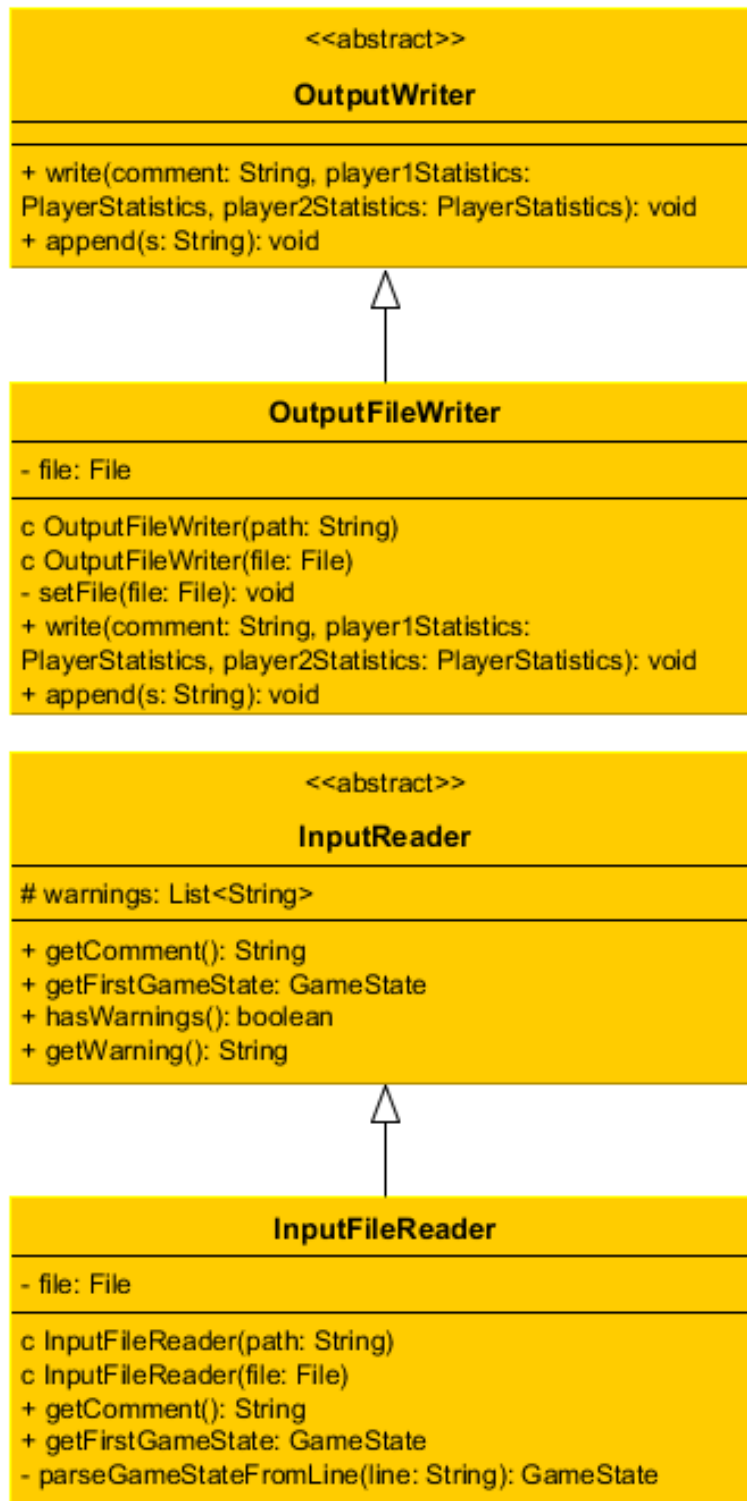 <<abstract>>
OutputWriter
+ write(comment: String, player1Statistics:
PlayerStatistics, player2Statistics: PlayerStatistics): void
+ append(s: String): void
OutputFileWriter
- file: File
c OutputFileWriter(path: String)
c OutputFileWriter(file: File)
- setFile(file: File): void
+ write(comment: String, player1Statistics:
PlayerStatistics, player2Statistics: PlayerStatistics): void
+ append(s: String): void
<<abstract>>
InputReader
# warnings: List<String>
+ getComment(): String
+ getFirstGameState: GameState
+ hasWarnings(): boolean
+ getWarning(): String
InputFileReader
- file: File
c InputFileReader(path: String)
c InputFileReader(file: File)
+ getComment(): String
+ getFirstGameState: GameState
- parseGameStateFromLine(line: String): GameState